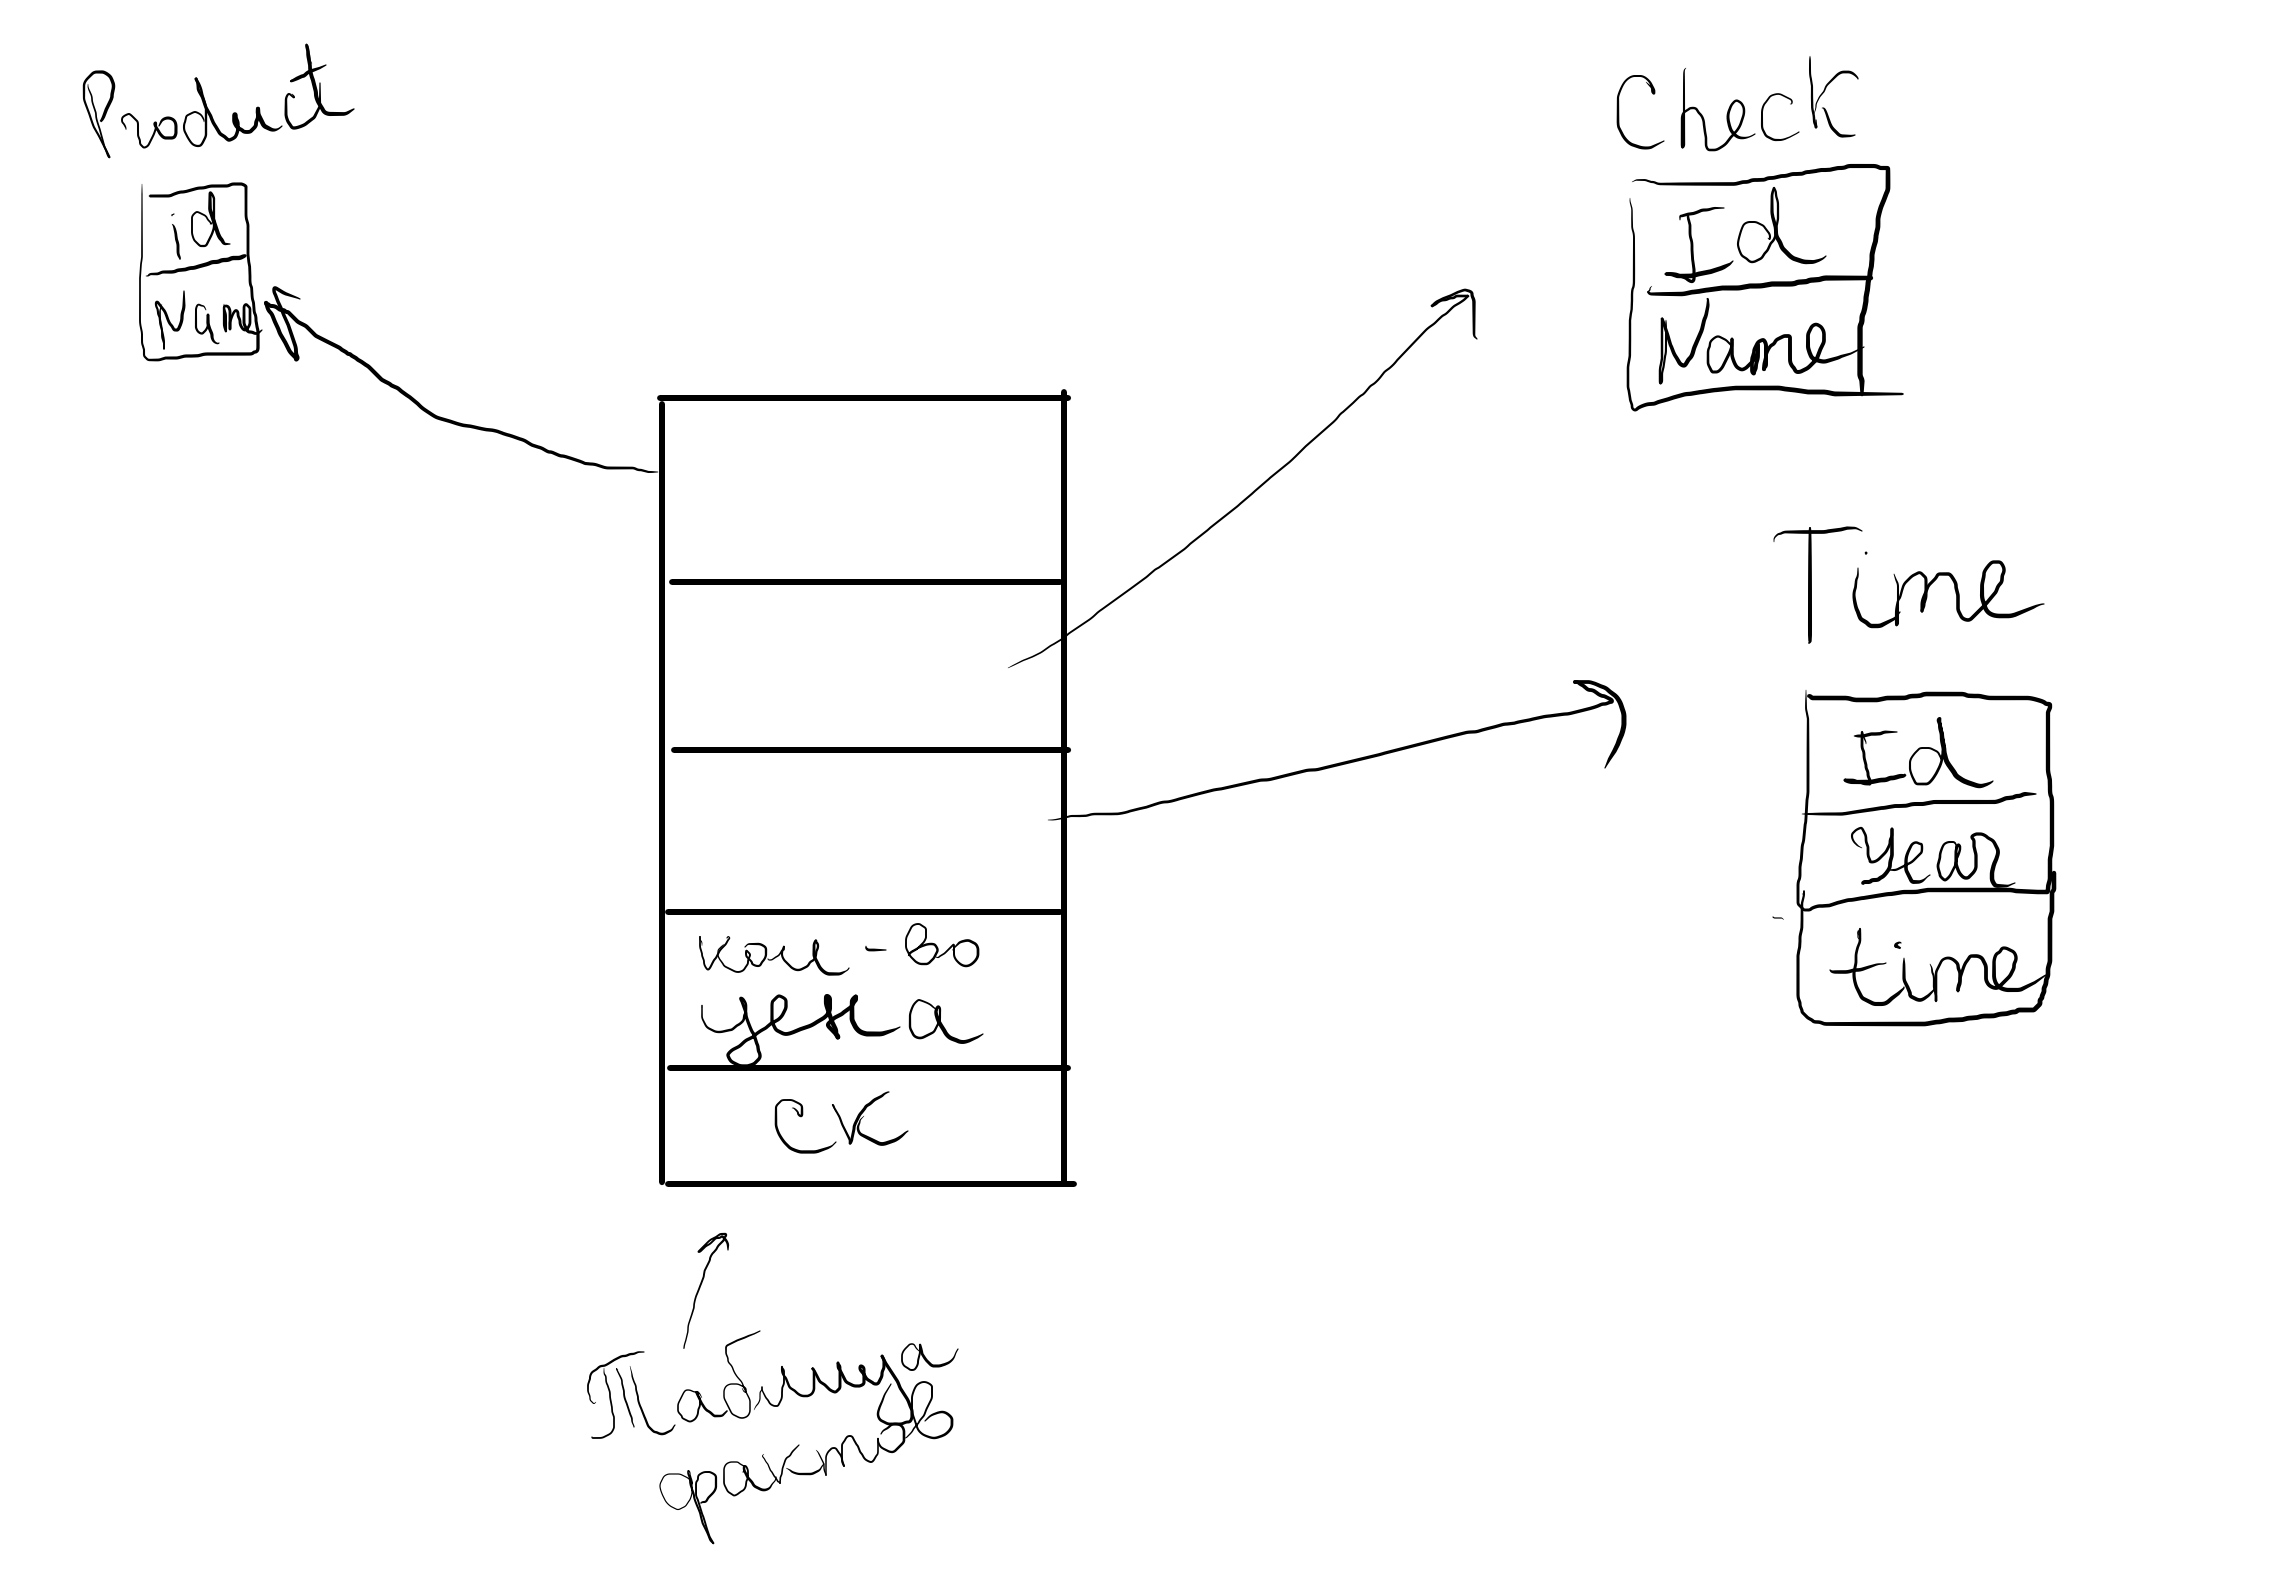 Product
id
Name
Check
Id
Name
Time
Id
Year
time
кол-во
цена
СК
Таблица
фактов